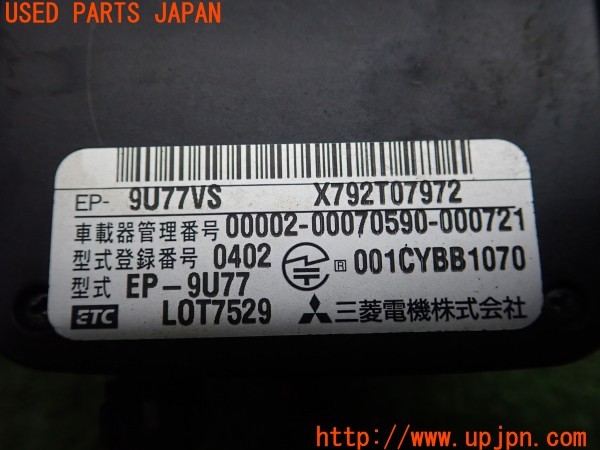 USED PARTS JAPAN
EP- 9U77VS X792T07972
車載器管理番号 00002-00070590-000721
型式登録番号 0402 R 001CYBB1070
型式 EP-9U77
ETC LOT7529 三菱電機株式会社
UPJ
http://www.upjpn.com/